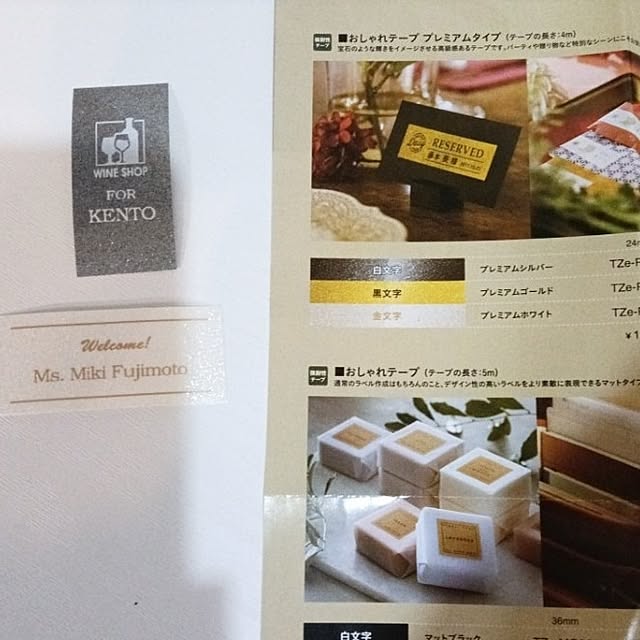 WINE SHOP
FOR
KENTO
Welcome!
Ms. Miki Fujimoto
■おしゃれテープ プレミアムタイプ (テープの長さ:4m)
宝石のような輝きをイメージさせる高級感あるテープです。パーティや贈り物など特別なシーンにこ
RESERVED
白文字 プレミアムシルバー TZe-P
黒文字 プレミアムゴールド TZe-P
金文字 プレミアムホワイト TZe-P
¥1
■おしゃれテープ (テープの長さ:5m)
通常のラベル作成はもちろんのこと、デザイン性の高いラベルをより素敵に表現できるマットタイプ
36mm
白文字 マットブラック TZe